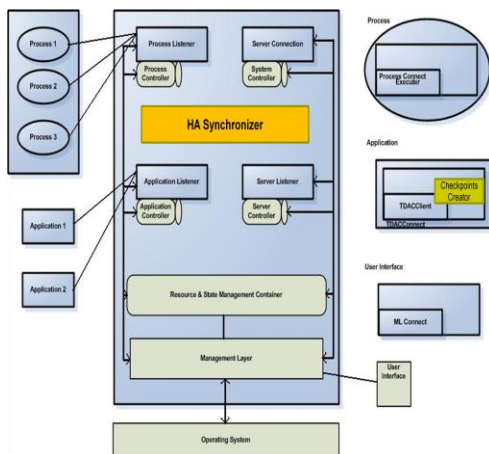 Process 1
Process 2
Process 3
Application 1
Application 2
Process Listener
Process
Controller
Server Connection
System
Controller
HA Synchronizer
Application Listener
Application
Controller
Server Listener
Server
Controller
Resource & State Management Container
Management Layer
Operating System
User
Interface
Process
Process Connect
Executer
Application
Checkpoints
Creator
TDACClient
TDACConnect
User Interface
ML Connect